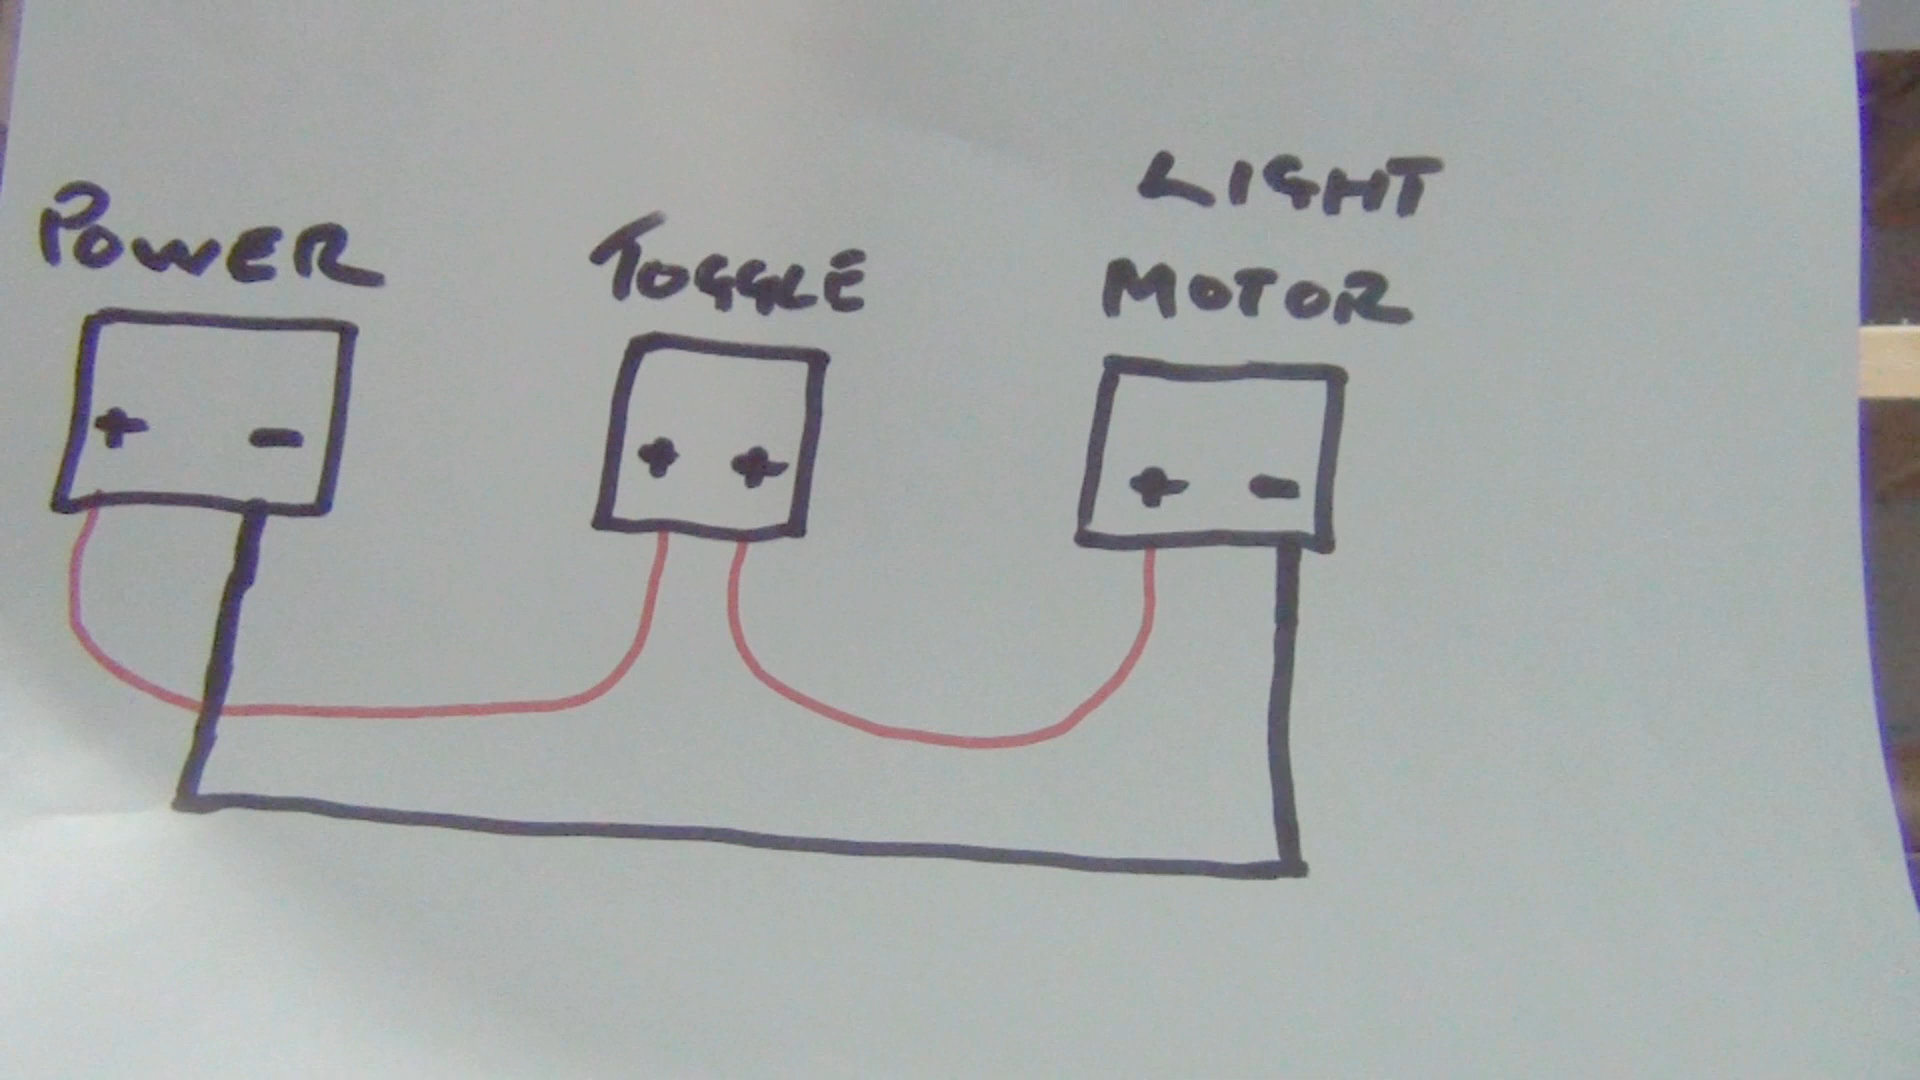 LIGHT
POWER TOGGLE MOTOR
+ - + + + -